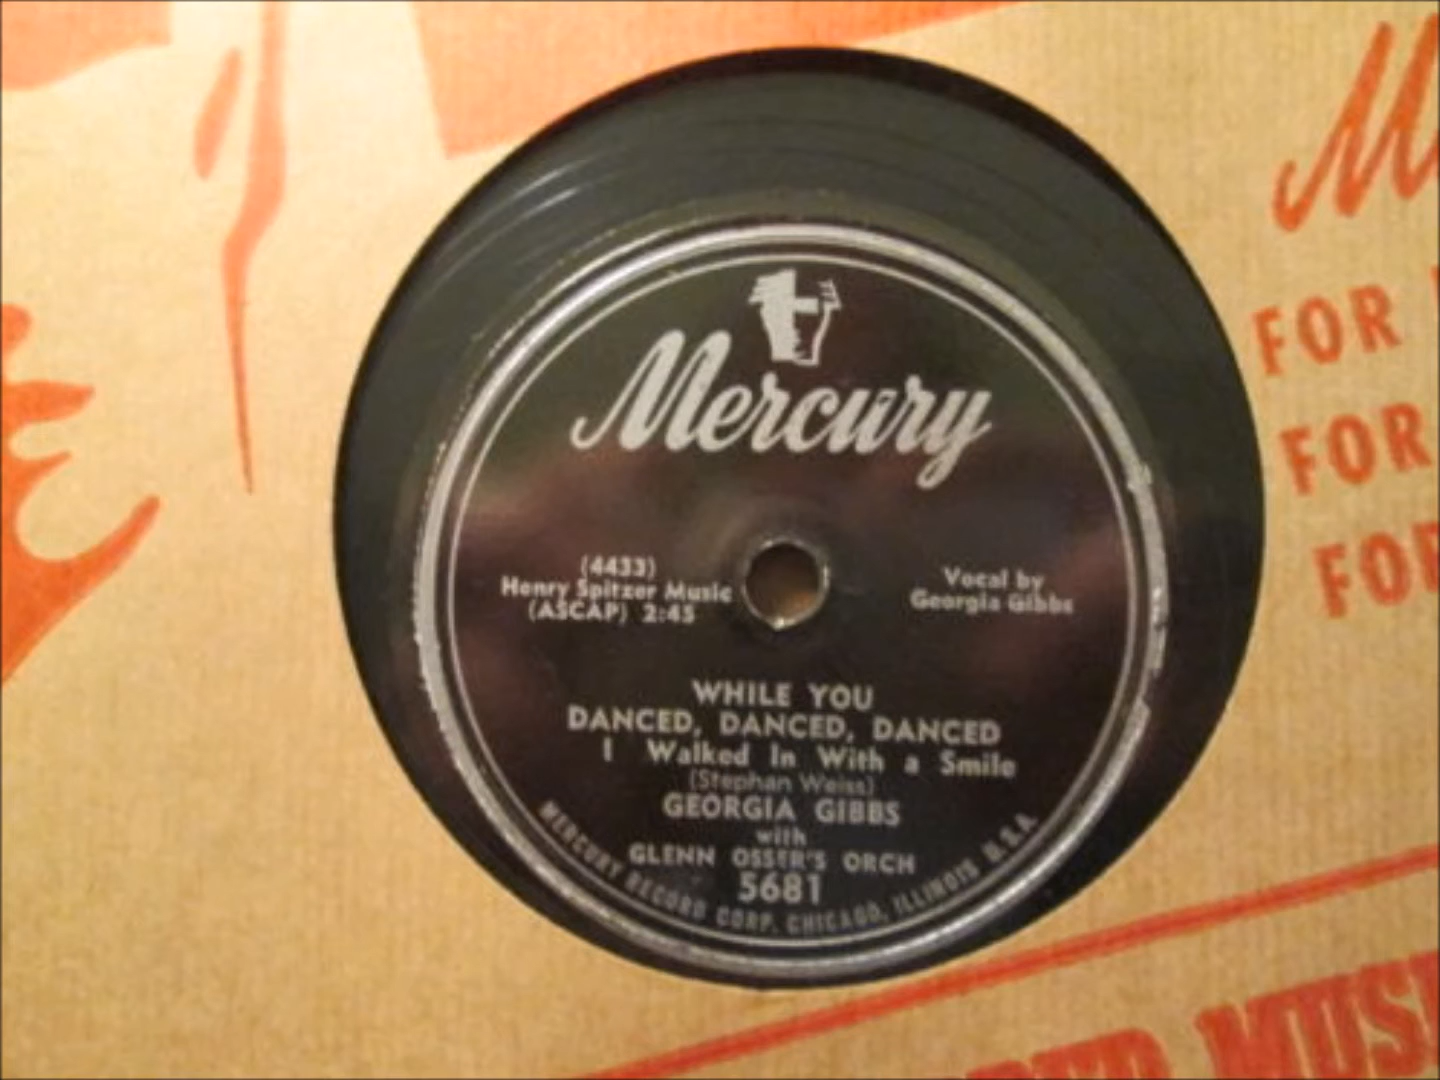 Mercury
(4433)
Henry Spitzer Music
(ASCAP) 2:45
Vocal by
Georgia Gibbs
WHILE YOU
DANCED, DANCED, DANCED
I Walked In With a Smile
(Stephan Weiss)
GEORGIA GIBBS
with
GLENN OSSER'S ORCH
5681
MERCURY RECORD CORP. CHICAGO, ILLINOIS U.S.A.
FOR
FOR
FOR